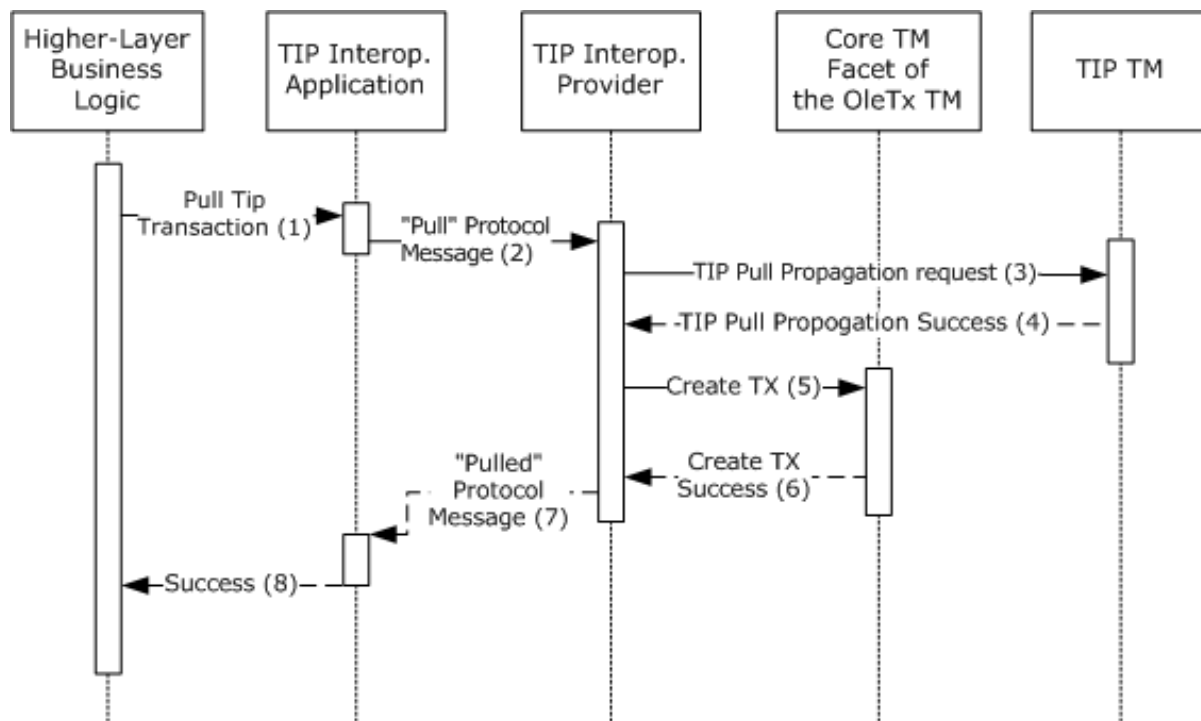 Higher-Layer
Business
Logic
TIP Interop.
Application
TIP Interop.
Provider
Core TM
Facet of
the OleTx TM
TIP TM
Pull Tip
Transaction (1)
"Pull" Protocol
Message (2)
TIP Pull Propagation request (3)
TIP Pull Propogation Success (4)
Create TX (5)
Create TX
Success (6)
"Pulled"
Protocol
Message (7)
Success (8)